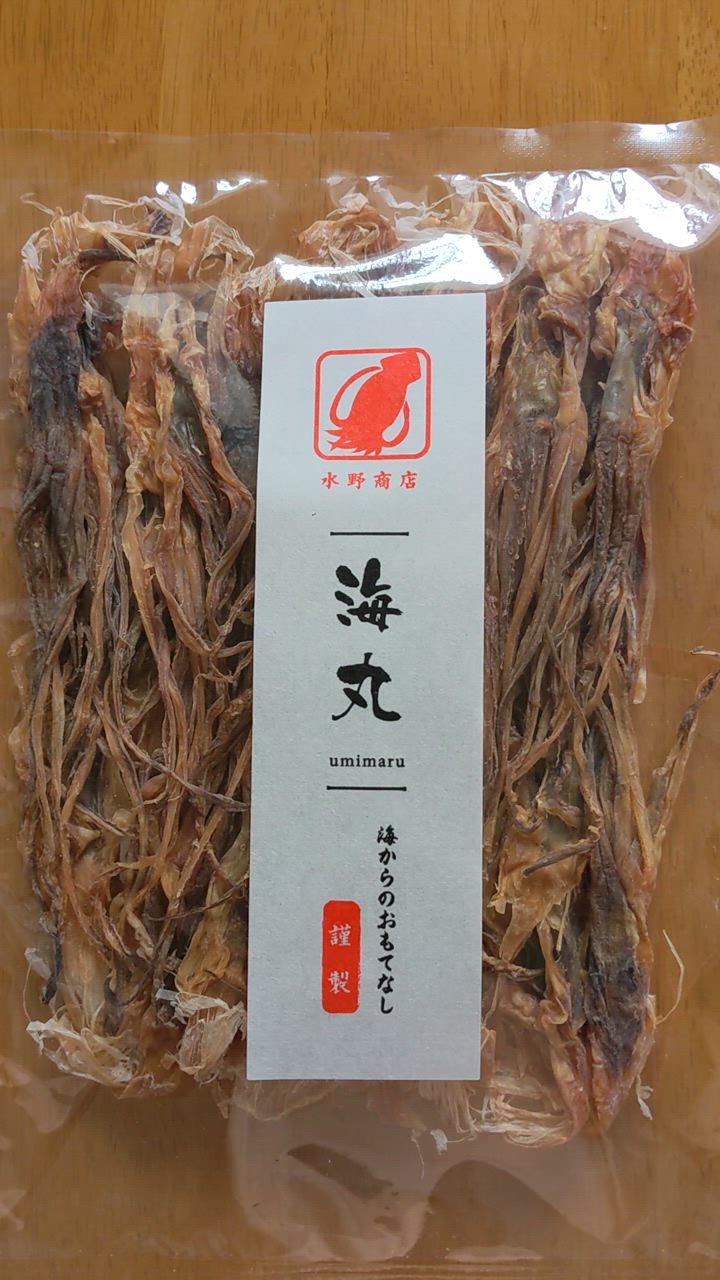 水野商店
海丸
umimaru
海からのおもてなし
謹製